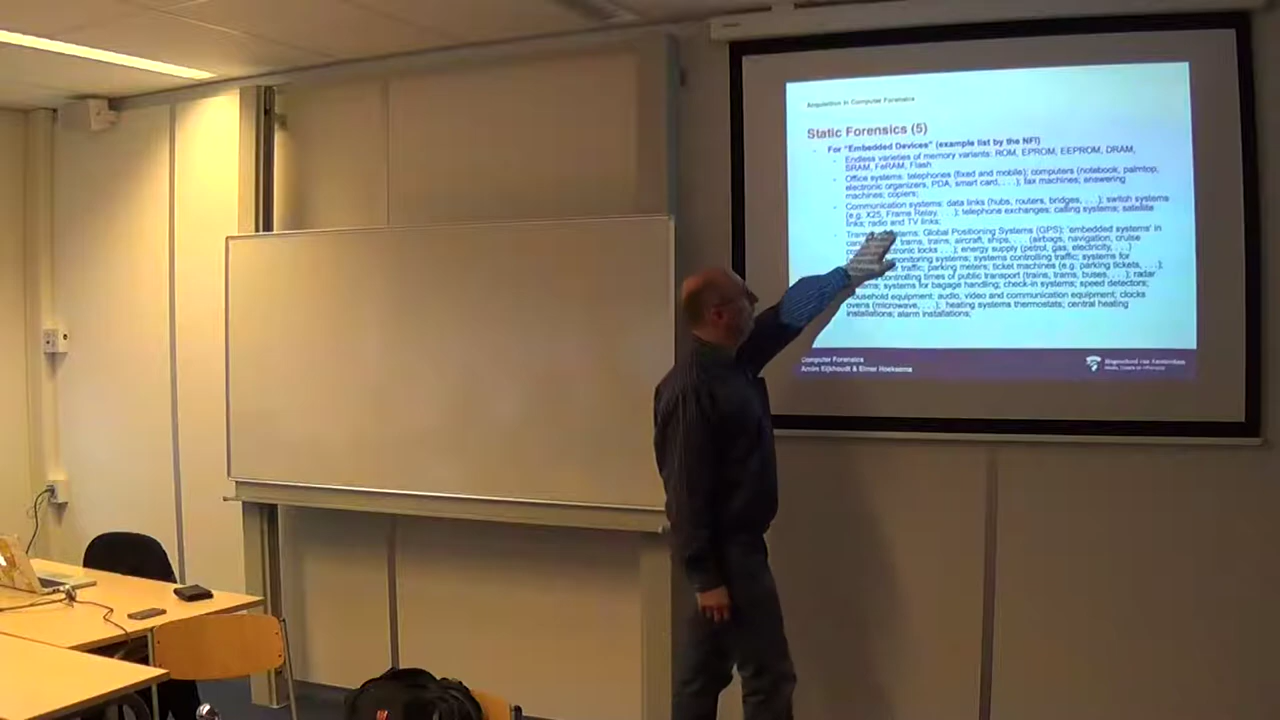 Acquisition in Computer Forensics
Static Forensics (5)
For "Embedded Devices" (example list by the NFI)
Endless varieties of memory variants: ROM, EPROM, EEPROM, DRAM,
SRAM, FeRAM, Flash
Office systems: telephones (fixed and mobile); computers (notebook, palmtop,
electronic organizers, PDA, smart card, . . .); fax machines; answering
machines; copiers;
Communication systems: data links (hubs, routers, bridges, . . .); switch systems
(e.g. X25, Frame Relay, . . .); telephone exchanges; calling systems; satellite
links; radio and TV links;
Global Positioning Systems (GPS); 'embedded systems' in
trams, trains, aircraft, ships, . . . (airbags, navigation, cruise
locks . . .); energy supply (petrol, gas, electricity, . . .)
monitoring systems; systems controlling traffic; systems for
traffic; parking meters; ticket machines (e.g. parking tickets, . . .);
controlling times of public transport (trains, trams, buses, . . .); radar
systems for bagage handling; check-in systems; speed detectors;
household equipment: audio, video and communication equipment; clocks
ovens (microwave, . . .); heating systems thermostats; central heating
installations; alarm installations;
Computer Forensics
Arnim Eijkhoudt & Elmer Hoeksema
Hogeschool van Amsterdam